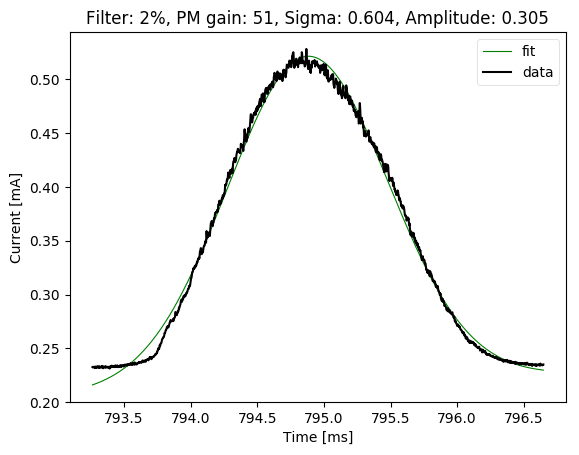 Filter: 2%, PM gain: 51, Sigma: 0.604, Amplitude: 0.305
fit
data
0.50
0.45
0.40
0.35
0.30
0.25
0.20
Current [mA]
793.5 794.0 794.5 795.0 795.5 796.0 796.5
Time [ms]